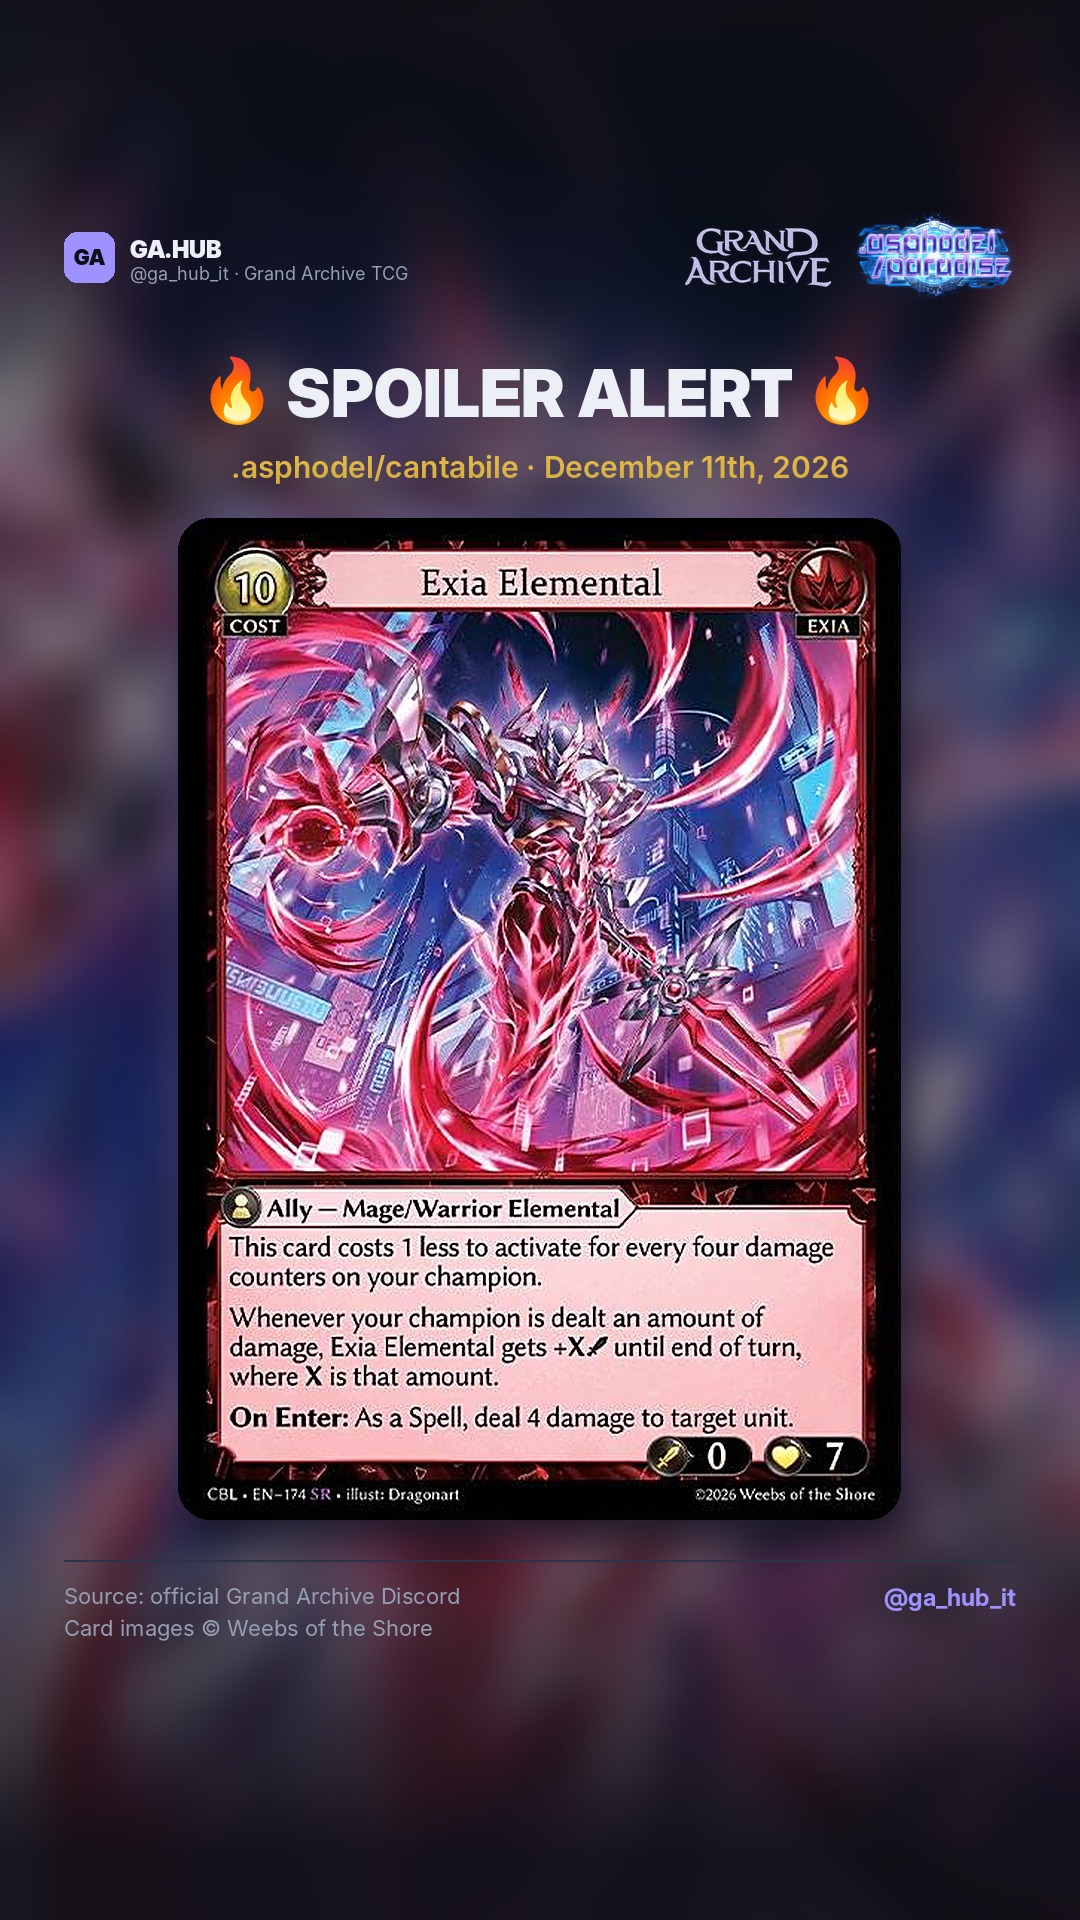 GA
GA.HUB
@ga_hub_it · Grand Archive TCG
GRAND
ARCHIVE
.asphodel
/paradise
🔥 SPOILER ALERT 🔥
.asphodel/cantabile · December 11th, 2026
10
COST
Exia Elemental
EXIA
Ally — Mage/Warrior Elemental
This card costs 1 less to activate for every four damage
counters on your champion.
Whenever your champion is dealt an amount of
damage, Exia Elemental gets +X until end of turn,
where X is that amount.
On Enter: As a Spell, deal 4 damage to target unit.
0
7
CBL • EN-174 SR • illust: Dragonart
©2026 Weebs of the Shore
Source: official Grand Archive Discord
@ga_hub_it
Card images © Weebs of the Shore